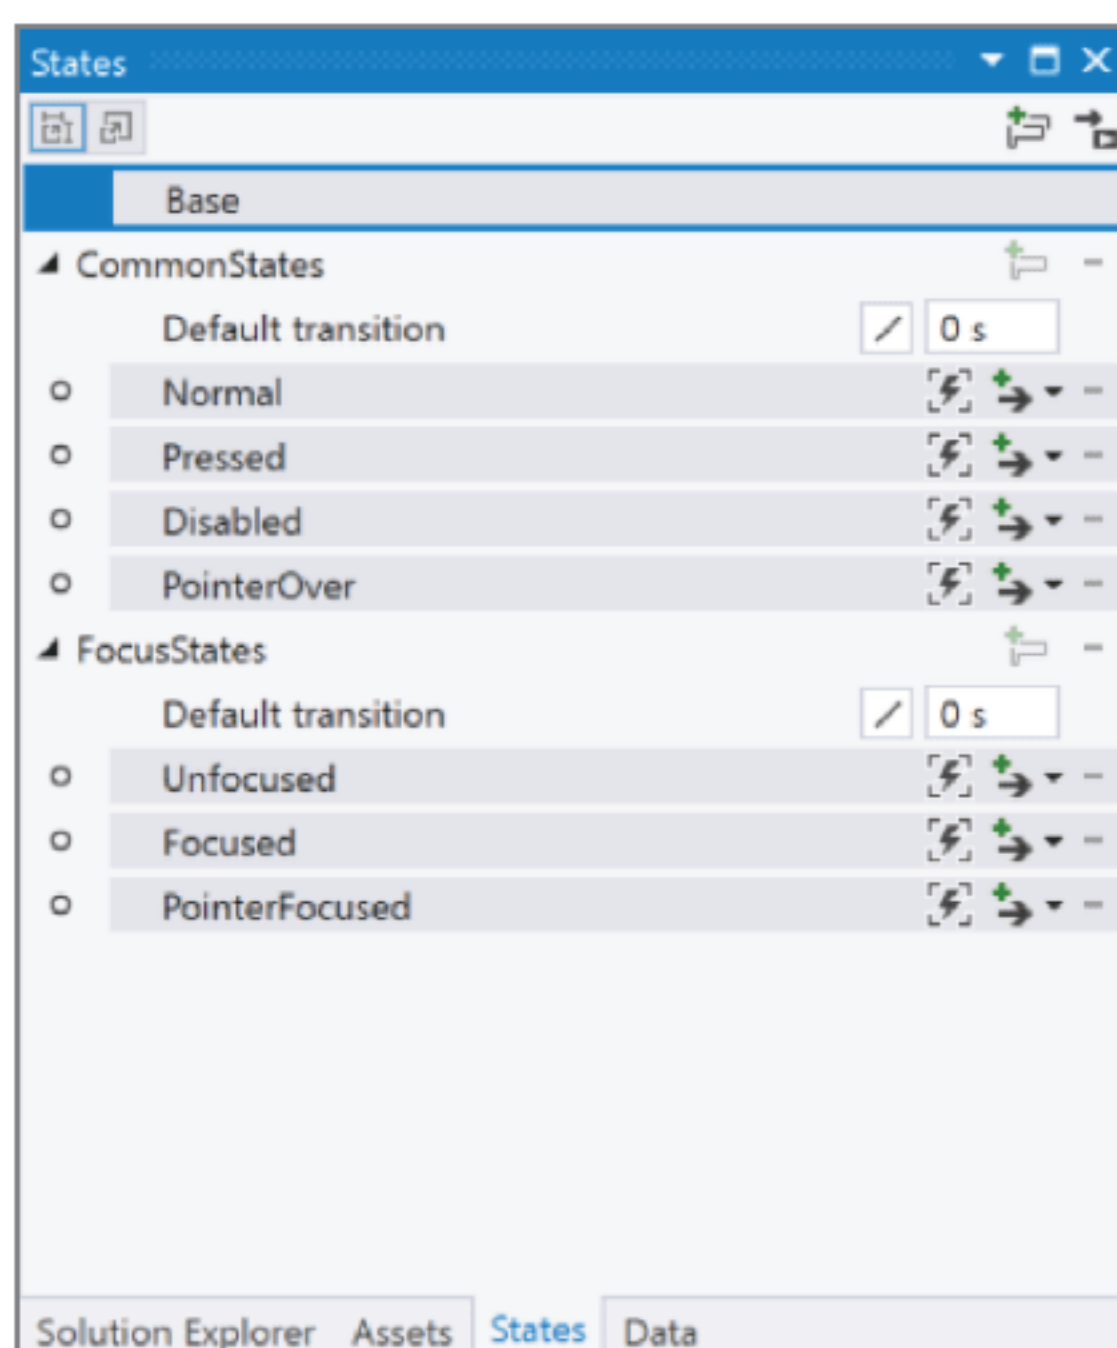 States
Base
CommonStates
Default transition 0 s
Normal
Pressed
Disabled
PointerOver
FocusStates
Default transition 0 s
Unfocused
Focused
PointerFocused
Solution Explorer Assets States Data